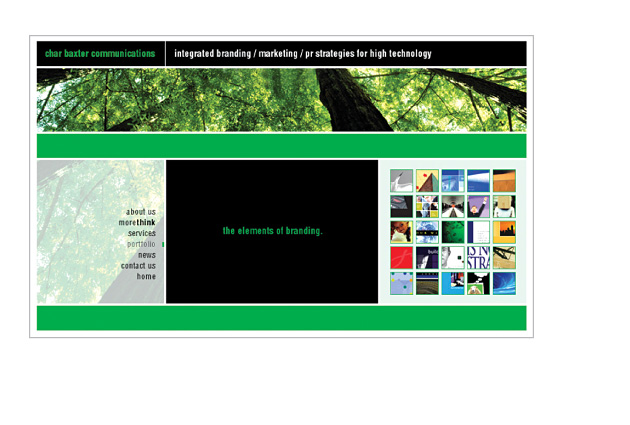 char baxter communications
integrated branding / marketing / pr strategies for high technology
about us
morethink
services
portfolio
news
contact us
home
the elements of branding.